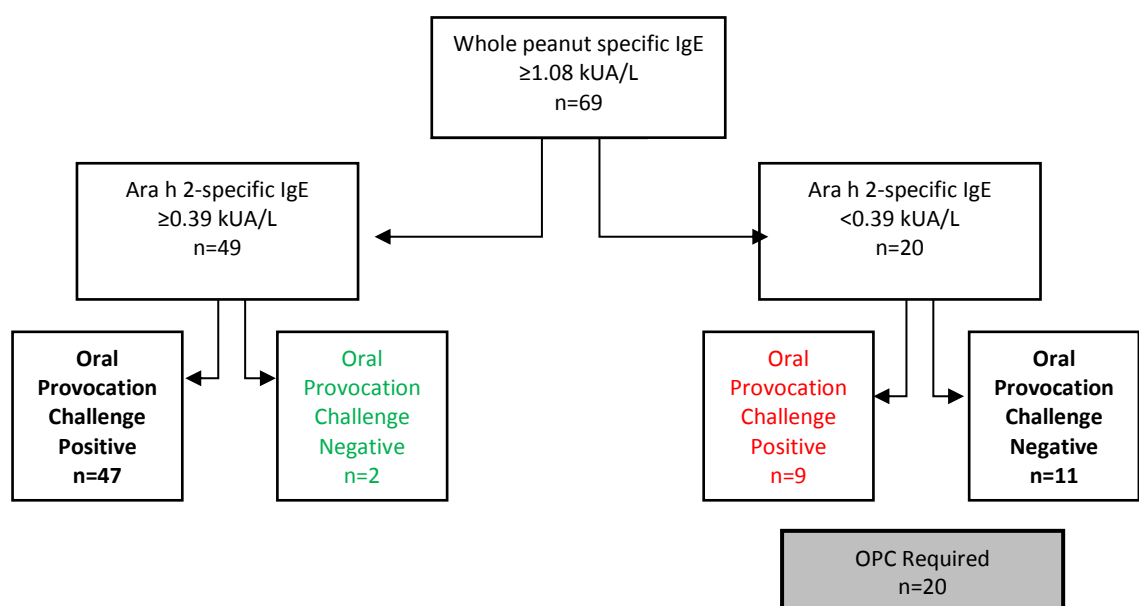 Whole peanut specific IgE
≥1.08 kUA/L
n=69
Ara h 2-specific IgE
≥0.39 kUA/L
n=49
Ara h 2-specific IgE
<0.39 kUA/L
n=20
Oral
Provocation
Challenge
Positive
n=47
Oral
Provocation
Challenge
Negative
n=2
Oral
Provocation
Challenge
Positive
n=9
Oral
Provocation
Challenge
Negative
n=11
OPC Required
n=20